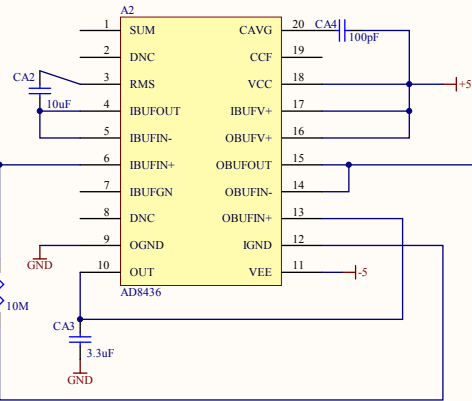 A2
1 SUM CAVG 20 CA4
100pF
2 DNC CCF 19
CA2 3 RMS VCC 18 +5
10uF 4 IBUFOUT IBUFV+ 17
5 IBUFIN- OBUFV+ 16
6 IBUFIN+ OBUFOUT 15
7 IBUFGN OBUFIN- 14
8 DNC OBUFIN+ 13
9 OGND IGND 12
GND 10 OUT VEE 11 -5
AD8436
10M
CA3
3.3uF
GND